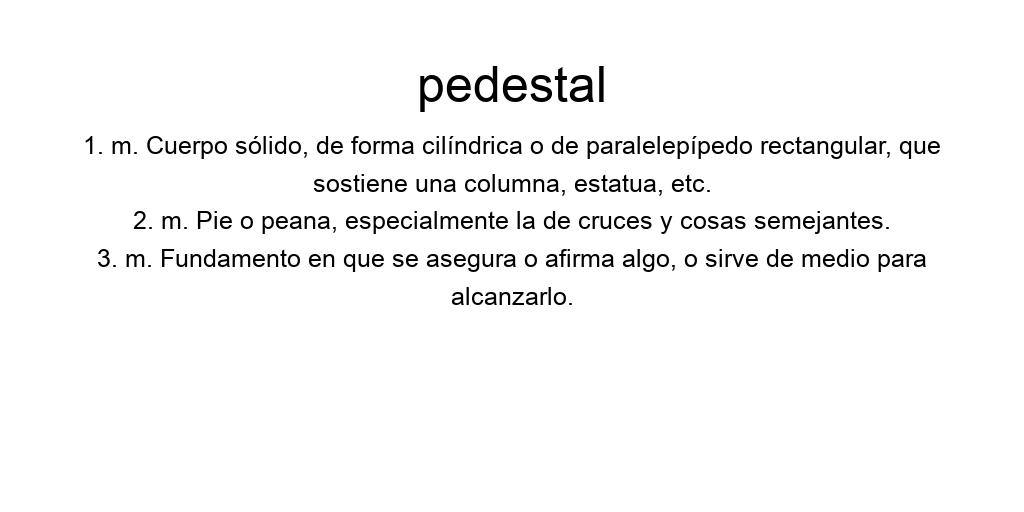 pedestal
1. m. Cuerpo sólido, de forma cilíndrica o de paralelepípedo rectangular, que
sostiene una columna, estatua, etc.
2. m. Pie o peana, especialmente la de cruces y cosas semejantes.
3. m. Fundamento en que se asegura o afirma algo, o sirve de medio para
alcanzarlo.